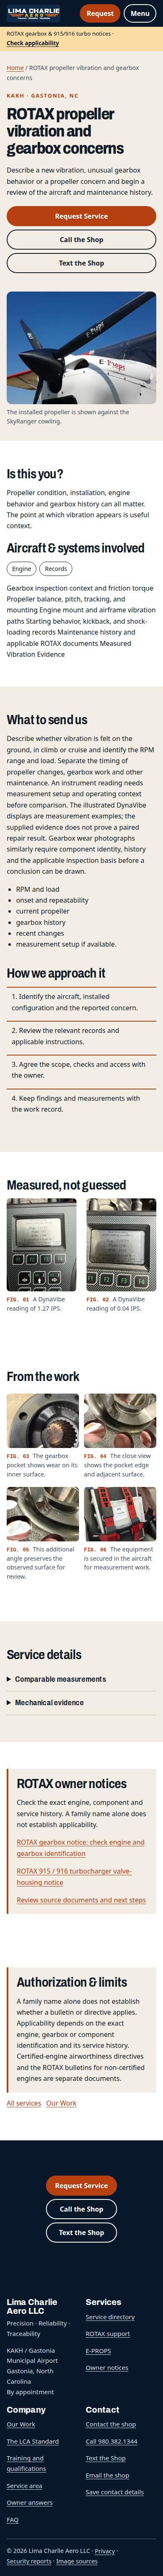 LIMA CHARLIE
AERO
Request
Menu
ROTAX gearbox & 915/916 turbo notices ·
Check applicability
Home / ROTAX propeller vibration and gearbox
concerns
KAKH · GASTONIA, NC
ROTAX propeller
vibration and
gearbox concerns
Describe a new vibration, unusual gearbox
behavior or a propeller concern and begin a
review of the aircraft and maintenance history.
Request Service
Call the Shop
Text the Shop
The installed propeller is shown against the
SkyRanger cowling.
Is this you?
Propeller condition, installation, engine
behavior and gearbox history can all matter.
The point at which vibration appears is useful
context.
Aircraft & systems involved
Engine
Records
Gearbox inspection context and friction torque
Propeller balance, pitch, tracking, and
mounting Engine mount and airframe vibration
paths Starting behavior, kickback, and shock-
loading records Maintenance history and
applicable ROTAX documents Measured
Vibration Evidence
What to send us
Describe whether vibration is felt on the
ground, in climb or cruise and identify the RPM
range and load. Separate the timing of
propeller changes, gearbox work and other
maintenance. An instrument reading needs
measurement setup and operating context
before comparison. The illustrated DynaVibe
displays are measurement examples; the
supplied evidence does not prove a paired
repair result. Gearbox wear photographs
similarly require component identity, history
and the applicable inspection basis before a
conclusion can be drawn.
RPM and load
onset and repeatability
current propeller
gearbox history
recent changes
measurement setup if available.
How we approach it
1. Identify the aircraft, installed
configuration and the reported concern.
2. Review the relevant records and
applicable instructions.
3. Agree the scope, checks and access with
the owner.
4. Keep findings and measurements with
the work record.
Measured, not guessed
F1 F2 F3 F4
FIG. 01 A DynaVibe
reading of 1.27 IPS.
FIG. 02 A DynaVibe
reading of 0.04 IPS.
From the work
FIG. 03 The gearbox
pocket shows wear on its
inner surface.
FIG. 04 The close view
shows the pocket edge
and adjacent surface.
FIG. 05 This additional
angle preserves the
observed surface for
review.
FIG. 06 The equipment
is secured in the aircraft
for measurement work.
Service details
Comparable measurements
Mechanical evidence
ROTAX owner notices
Check the exact engine, component and
service history. A family name alone does
not establish applicability.
ROTAX gearbox notice: check engine and
gearbox identification
ROTAX 915 / 916 turbocharger valve-
housing notice
Review source documents and next steps
Authorization & limits
A family name alone does not establish
whether a bulletin or directive applies.
Applicability depends on the exact
engine, gearbox or component
identification and its service history.
Certified-engine airworthiness directives
and the ROTAX bulletins for non-certified
engines are separate documents.
All services Our Work
Request Service
Call the Shop
Text the Shop
Lima Charlie
Aero LLC
Precision · Reliability ·
Traceability
KAKH / Gastonia
Municipal Airport
Gastonia, North
Carolina
By appointment
Services
Service directory
ROTAX support
E-PROPS
Owner notices
Company
Our Work
The LCA Standard
Training and
qualifications
Service area
Owner answers
FAQ
Contact
Contact the shop
Call 980.382.1344
Text the Shop
Email the shop
Save contact details
© 2026 Lima Charlie Aero LLC · Privacy ·
Security reports · Image sources